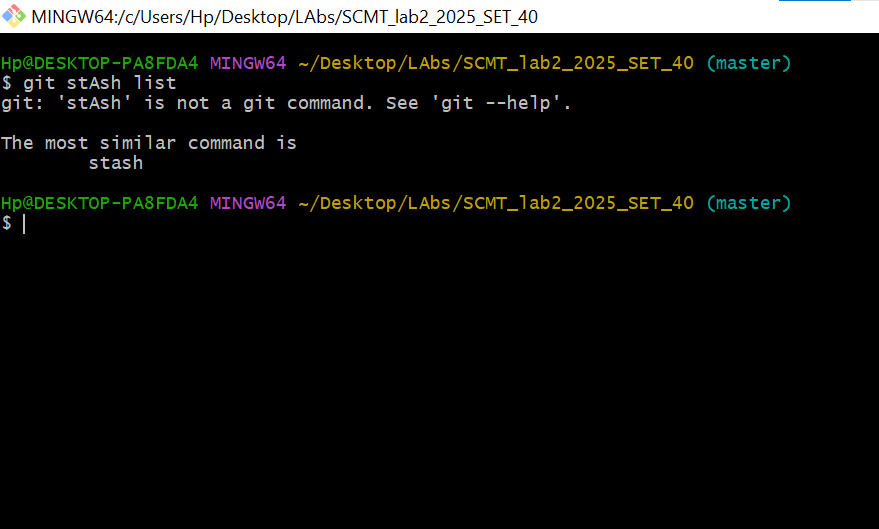 MINGW64:/c/Users/Hp/Desktop/LAbs/SCMT_lab2_2025_SET_40
Hp@DESKTOP-PA8FDA4 MINGW64 ~/Desktop/LAbs/SCMT_lab2_2025_SET_40 (master)
$ git stAsh list
git: 'stAsh' is not a git command. See 'git --help'.
The most similar command is
stash
Hp@DESKTOP-PA8FDA4 MINGW64 ~/Desktop/LAbs/SCMT_lab2_2025_SET_40 (master)
$